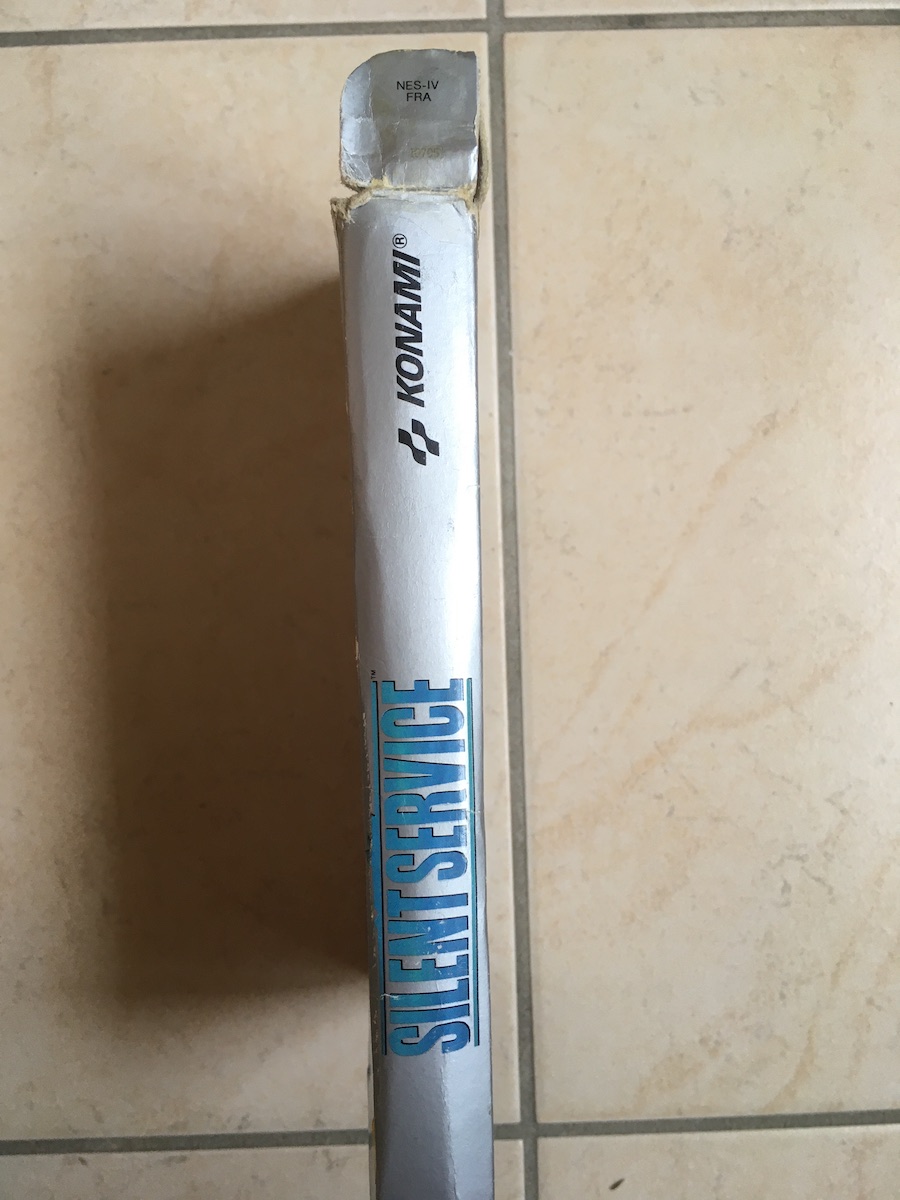 NES-IV
FRA
KONAMI®
SILENT SERVICE™